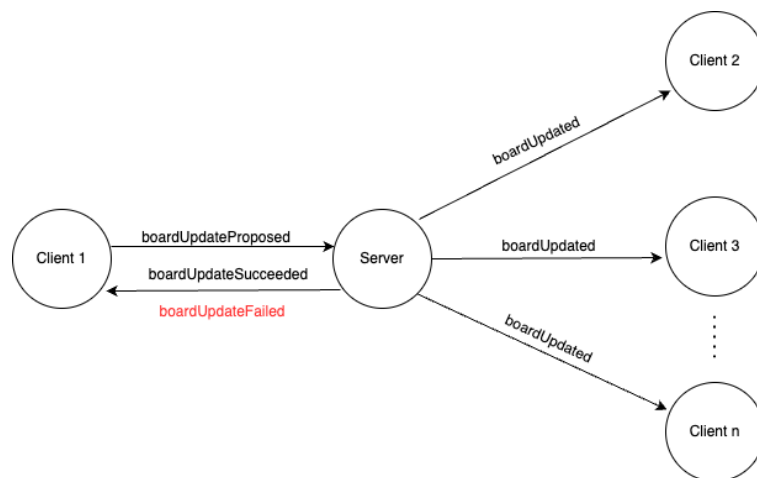 Client 2
boardUpdated
boardUpdateProposed
Client 1
Server
boardUpdated
Client 3
boardUpdateSucceeded
boardUpdateFailed
boardUpdated
Client n